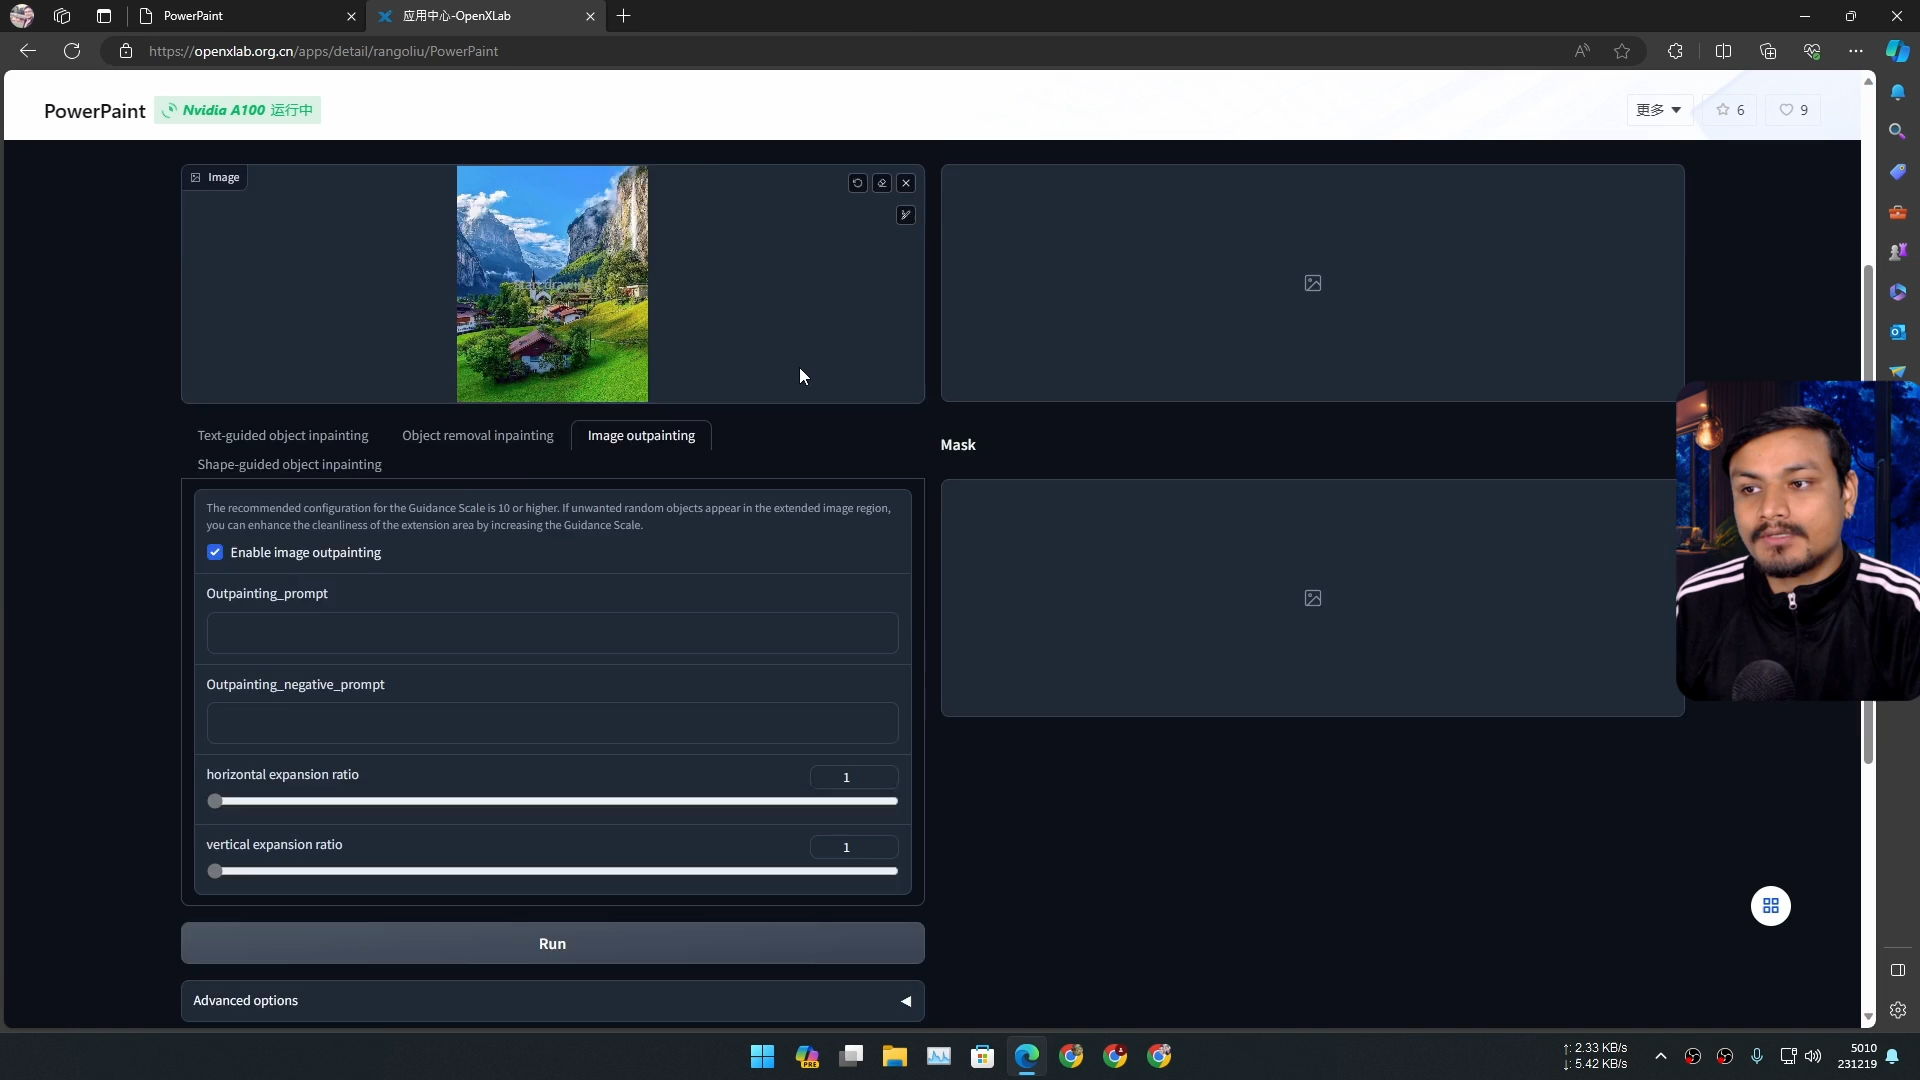 PowerPaint
应用中心-OpenXLab
https://openxlab.org.cn/apps/detail/rangoliu/PowerPaint
PowerPaint
Nvidia A100 运行中
更多
6
9
Image
Start drawing
Text-guided object inpainting
Object removal inpainting
Image outpainting
Shape-guided object inpainting
Mask
The recommended configuration for the Guidance Scale is 10 or higher. If unwanted random objects appear in the extended image region,
you can enhance the cleanliness of the extension area by increasing the Guidance Scale.
Enable image outpainting
Outpainting_prompt
Outpainting_negative_prompt
horizontal expansion ratio
1
vertical expansion ratio
1
Run
Advanced options
PRE
↑: 2.33 KB/s
↓: 5.42 KB/s
5010
231219